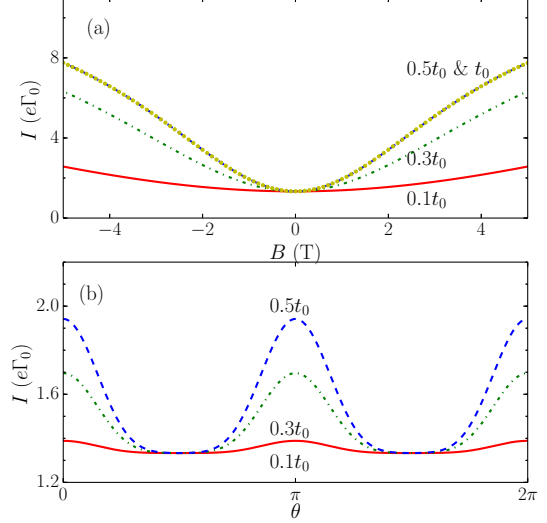 (a)
8
4
0
I (eΓ₀)
0.5t₀ & t₀
0.3t₀
0.1t₀
−4
−2
0
2
4
B (T)
(b)
2.0
1.6
1.2
I (eΓ₀)
0.5t₀
0.3t₀
0.1t₀
0
π
2π
θ